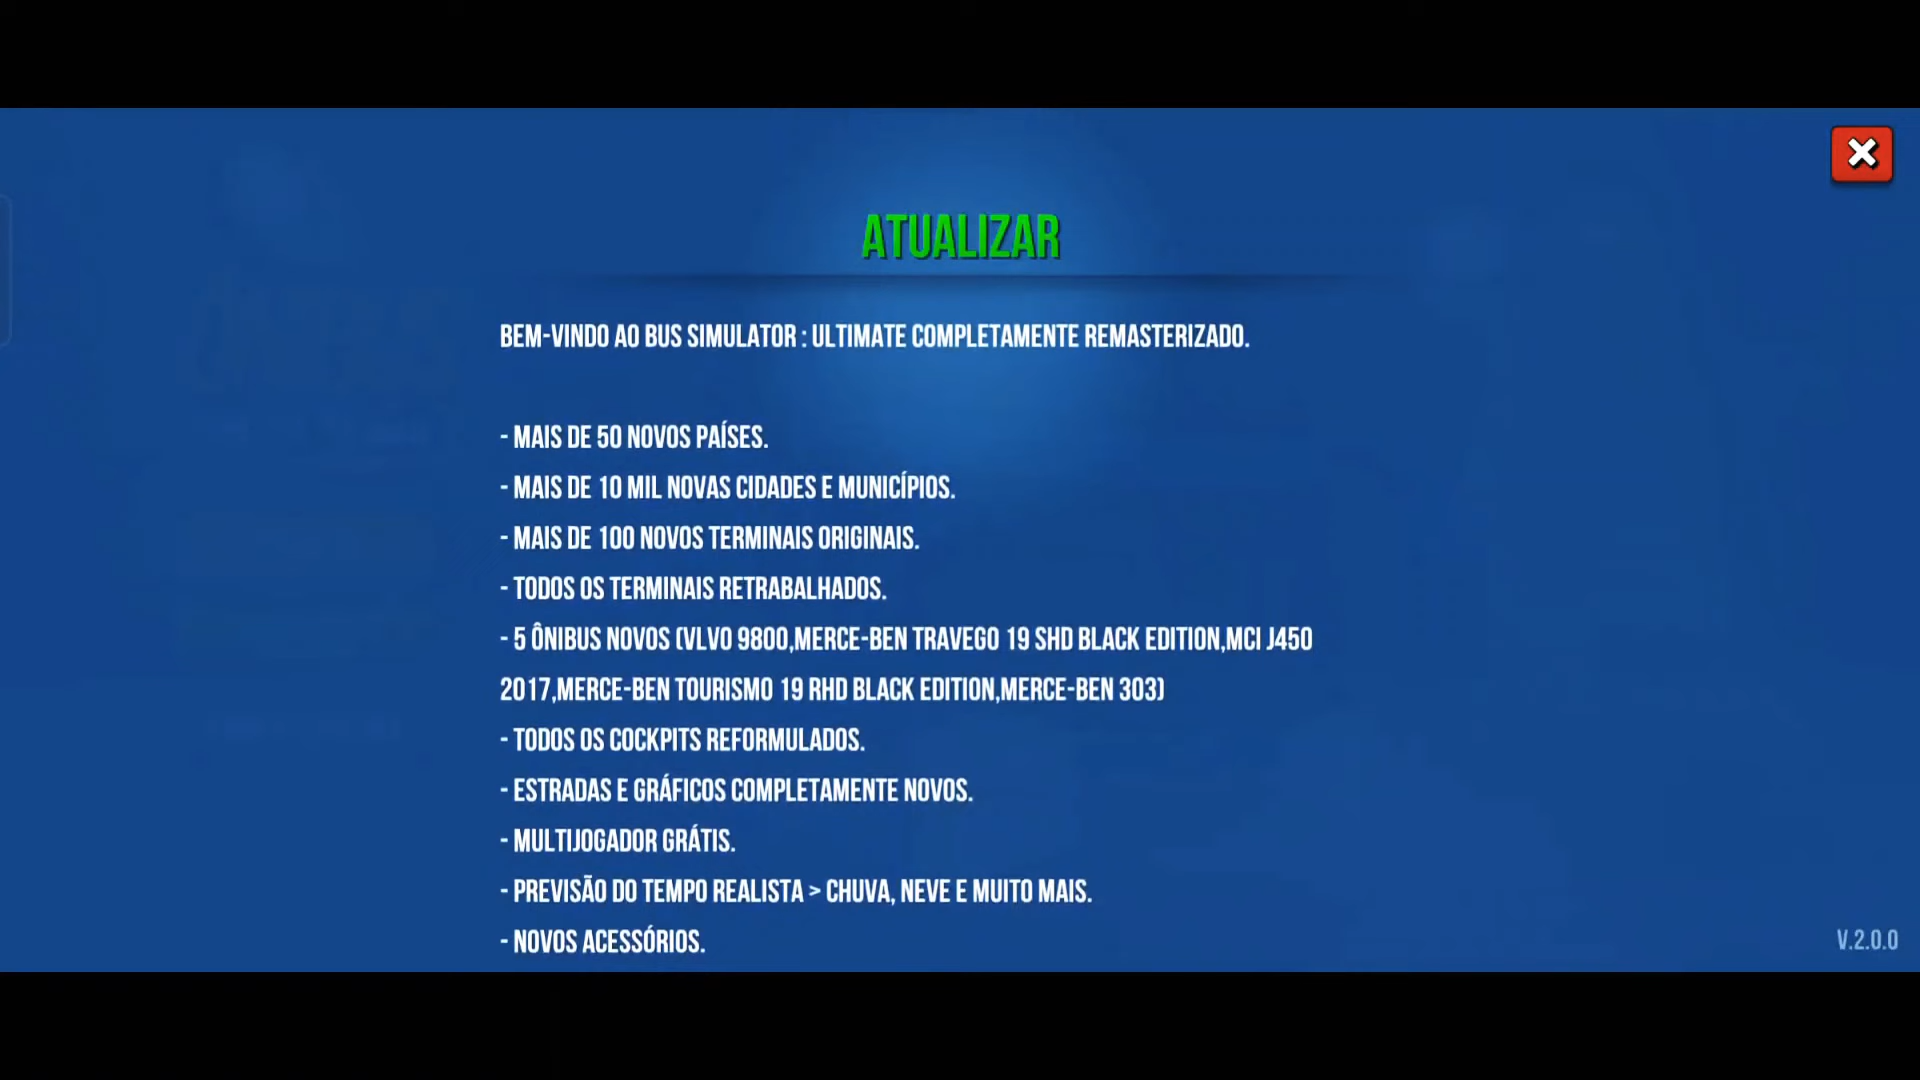 ATUALIZAR
BEM-VINDO AO BUS SIMULATOR : ULTIMATE COMPLETAMENTE REMASTERIZADO.
- MAIS DE 50 NOVOS PAÍSES.
- MAIS DE 10 MIL NOVAS CIDADES E MUNICÍPIOS.
- MAIS DE 100 NOVOS TERMINAIS ORIGINAIS.
- TODOS OS TERMINAIS RETRABALHADOS.
- 5 ÔNIBUS NOVOS (VLVO 9800,MERCE-BEN TRAVEGO 19 SHD BLACK EDITION,MCI J450
2017,MERCE-BEN TOURISMO 19 RHD BLACK EDITION,MERCE-BEN 303)
- TODOS OS COCKPITS REFORMULADOS.
- ESTRADAS E GRÁFICOS COMPLETAMENTE NOVOS.
- MULTIJOGADOR GRÁTIS.
- PREVISÃO DO TEMPO REALISTA > CHUVA, NEVE E MUITO MAIS.
- NOVOS ACESSÓRIOS.
V.2.0.0